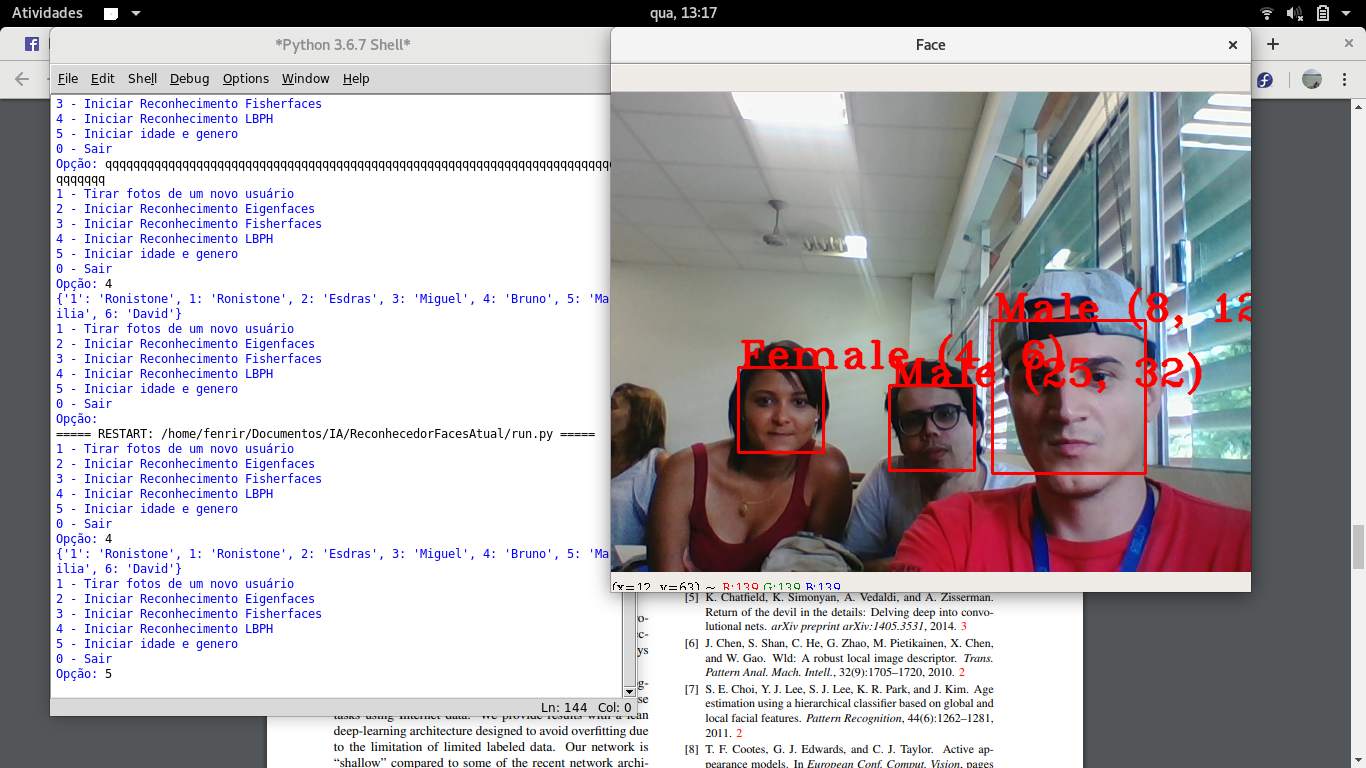 Atividades
qua, 13:17
*Python 3.6.7 Shell*
File Edit Shell Debug Options Window Help
3 - Iniciar Reconhecimento Fisherfaces
4 - Iniciar Reconhecimento LBPH
5 - Iniciar idade e genero
0 - Sair
Opção:
qqqqqqq
1 - Tirar fotos de um novo usuário
2 - Iniciar Reconhecimento Eigenfaces
3 - Iniciar Reconhecimento Fisherfaces
4 - Iniciar Reconhecimento LBPH
5 - Iniciar idade e genero
0 - Sair
Opção: 4
{'1': 'Ronistone', 1: 'Ronistone', 2: 'Esdras', 3: 'Miguel', 4: 'Bruno', 5: 'Ma
ilia', 6: 'David'}
1 - Tirar fotos de um novo usuário
2 - Iniciar Reconhecimento Eigenfaces
3 - Iniciar Reconhecimento Fisherfaces
4 - Iniciar Reconhecimento LBPH
5 - Iniciar idade e genero
0 - Sair
Opção:
===== RESTART: /home/fenrir/Documentos/IA/ReconhecedorFacesAtual/run.py =====
1 - Tirar fotos de um novo usuário
2 - Iniciar Reconhecimento Eigenfaces
3 - Iniciar Reconhecimento Fisherfaces
4 - Iniciar Reconhecimento LBPH
5 - Iniciar idade e genero
0 - Sair
Opção: 4
{'1': 'Ronistone', 1: 'Ronistone', 2: 'Esdras', 3: 'Miguel', 4: 'Bruno', 5: 'Ma
ilia', 6: 'David'}
1 - Tirar fotos de um novo usuário
2 - Iniciar Reconhecimento Eigenfaces
3 - Iniciar Reconhecimento Fisherfaces
4 - Iniciar Reconhecimento LBPH
5 - Iniciar idade e genero
0 - Sair
Opção: 5
Ln: 144 Col: 0
Face
Male (8, 12
Female (4, 6)
Male (25, 32)
(x=12, y=63) ~ R:139 G:139 B:139
deep-learning architecture designed to avoid overfitting due
to the limitation of limited labeled data. Our network is
"shallow" compared to some of the recent network archi-
[5] K. Chatfield, K. Simonyan, A. Vedaldi, and A. Zisserman.
Return of the devil in the details: Delving deep into convo-
lutional nets. arXiv preprint arXiv:1405.3531, 2014. 3
[6] J. Chen, S. Shan, C. He, G. Zhao, M. Pietikainen, X. Chen,
and W. Gao. Wld: A robust local image descriptor. Trans.
Pattern Anal. Mach. Intell., 32(9):1705–1720, 2010. 2
[7] S. E. Choi, Y. J. Lee, S. J. Lee, K. R. Park, and J. Kim. Age
estimation using a hierarchical classifier based on global and
local facial features. Pattern Recognition, 44(6):1262–1281,
2011. 2
[8] T. F. Cootes, G. J. Edwards, and C. J. Taylor. Active ap-
pearance models. In European Conf. Comput. Vision, pages